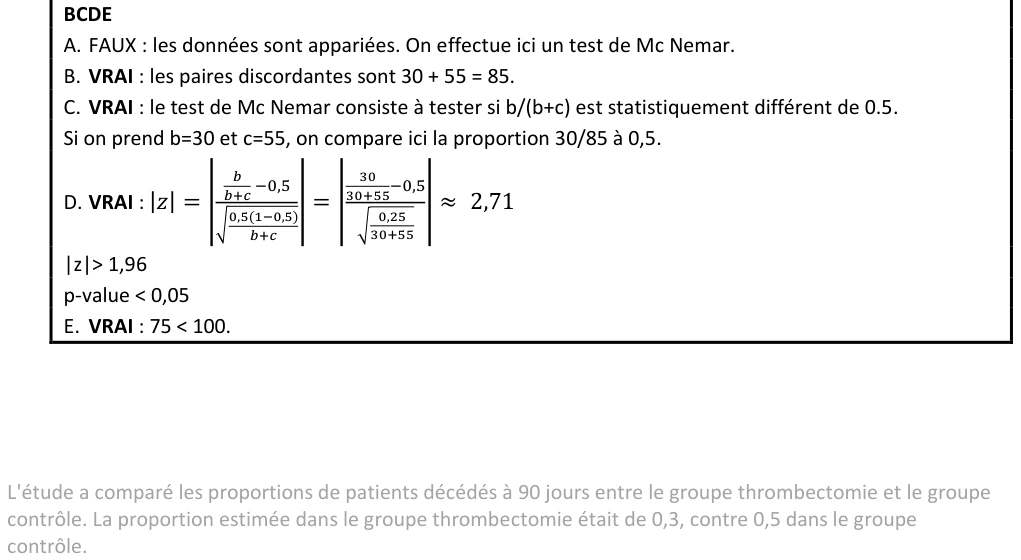 BCDE
A. FAUX : les données sont appariées. On effectue ici un test de Mc Nemar.
B. VRAI : les paires discordantes sont 30 + 55 = 85.
C. VRAI : le test de Mc Nemar consiste à tester si b/(b+c) est statistiquement différent de 0.5.
Si on prend b=30 et c=55, on compare ici la proportion 30/85 à 0,5.
D. VRAI : |z| = |(b/(b+c) −0,5)/√(0,5(1−0,5)/(b+c))| = |(30/(30+55) −0,5)/√(0,25/(30+55))| ≈ 2,71
|z|> 1,96
p-value < 0,05
E. VRAI : 75 < 100.
L'étude a comparé les proportions de patients décédés à 90 jours entre le groupe thrombectomie et le groupe
contrôle. La proportion estimée dans le groupe thrombectomie était de 0,3, contre 0,5 dans le groupe
contrôle.